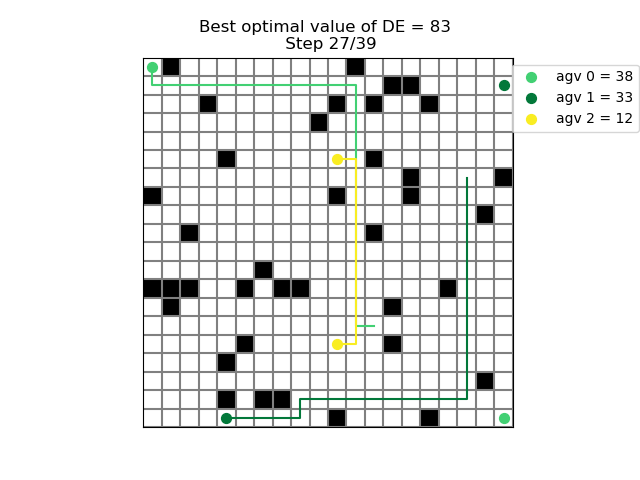 Best optimal value of DE = 83
Step 27/39
agv 0 = 38
agv 1 = 33
agv 2 = 12